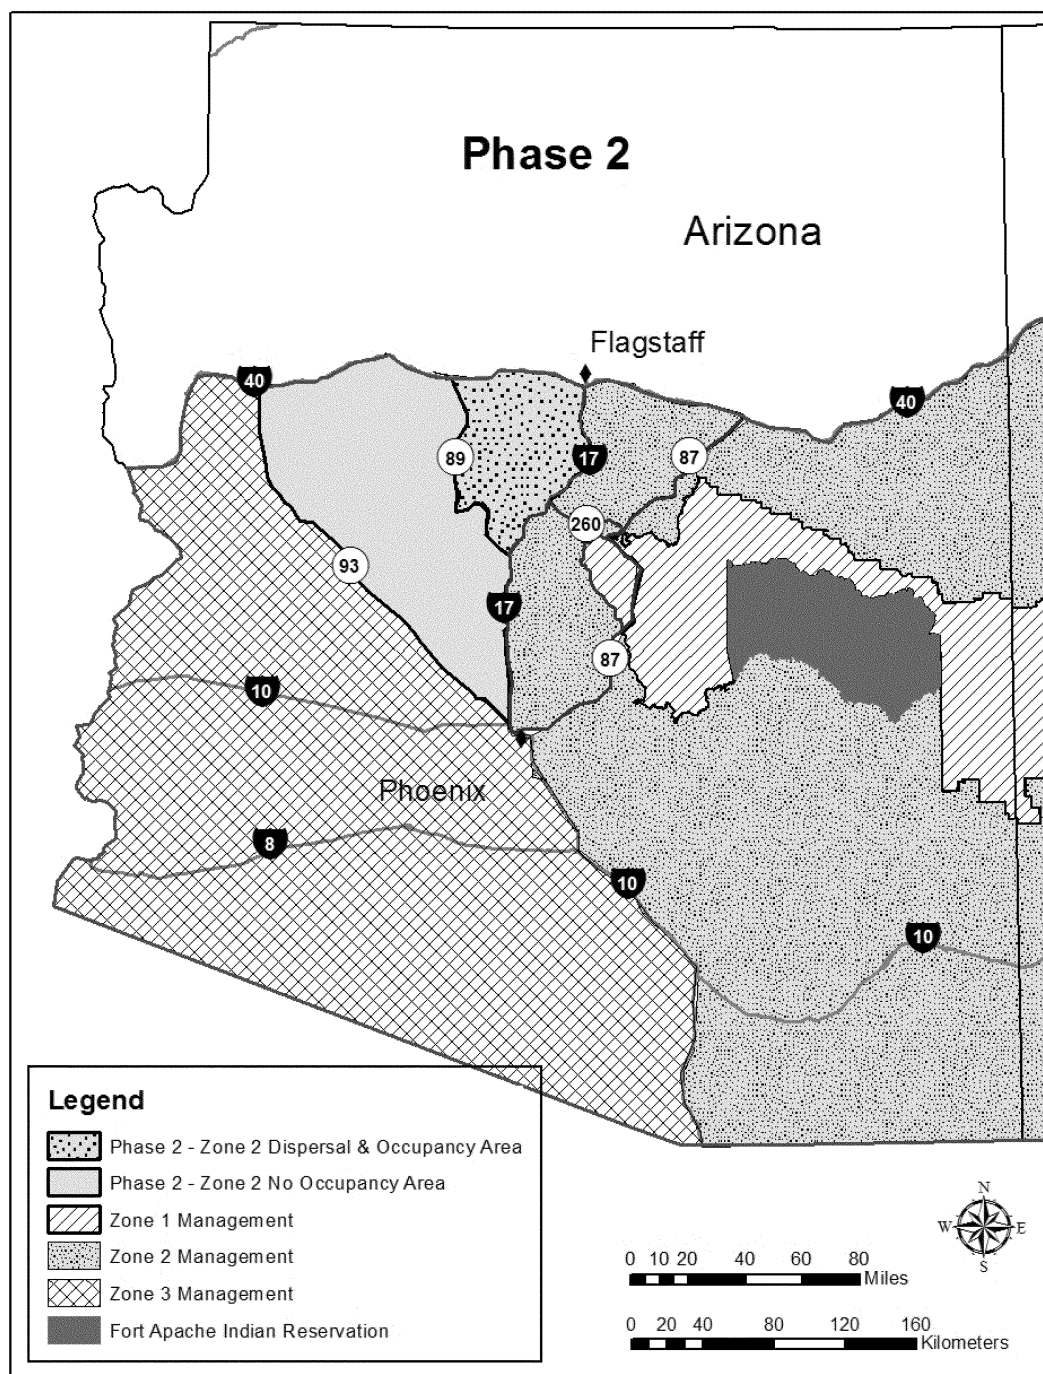 Phase 2
Arizona
Flagstaff
40
40
89
17
87
260
93
17
87
10
Phoenix
8
10
10
Legend
Phase 2 - Zone 2 Dispersal & Occupancy Area
Phase 2 - Zone 2 No Occupancy Area
Zone 1 Management
Zone 2 Management
Zone 3 Management
Fort Apache Indian Reservation
N
W E
S
0 10 20 40 60 80
Miles
0 20 40 80 120 160
Kilometers